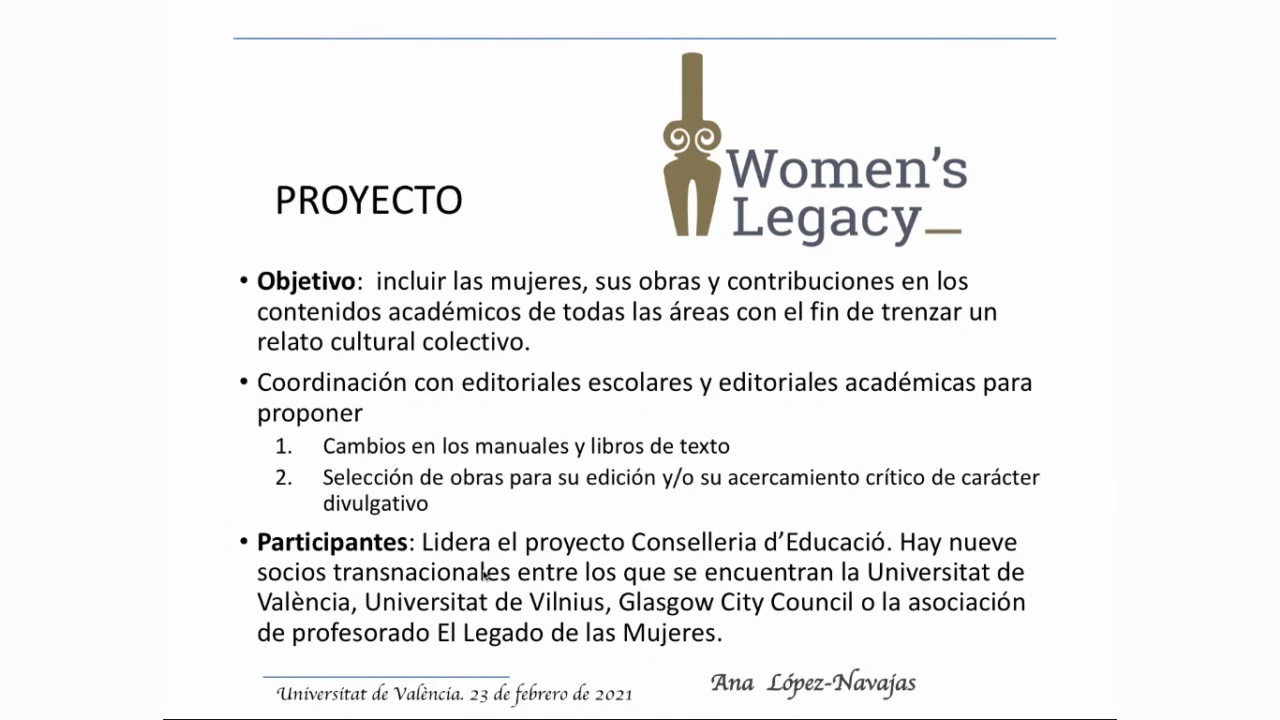 Women's
Legacy
PROYECTO
• Objetivo: incluir las mujeres, sus obras y contribuciones en los
contenidos académicos de todas las áreas con el fin de trenzar un
relato cultural colectivo.
• Coordinación con editoriales escolares y editoriales académicas para
proponer
1. Cambios en los manuales y libros de texto
2. Selección de obras para su edición y/o su acercamiento crítico de carácter
divulgativo
• Participantes: Lidera el proyecto Conselleria d’Educació. Hay nueve
socios transnacionales entre los que se encuentran la Universitat de
València, Universitat de Vilnius, Glasgow City Council o la asociación
de profesorado El Legado de las Mujeres.
Universitat de València. 23 de febrero de 2021
Ana López-Navajas